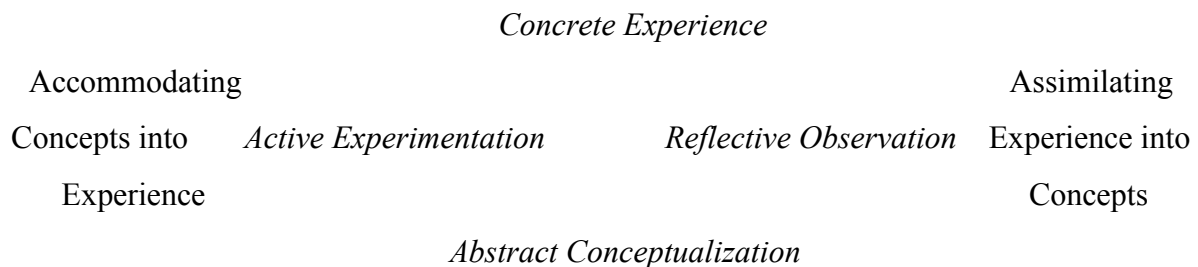 Concrete Experience
Accommodating Assimilating
Concepts into Active Experimentation Reflective Observation Experience into
Experience Concepts
Abstract Conceptualization